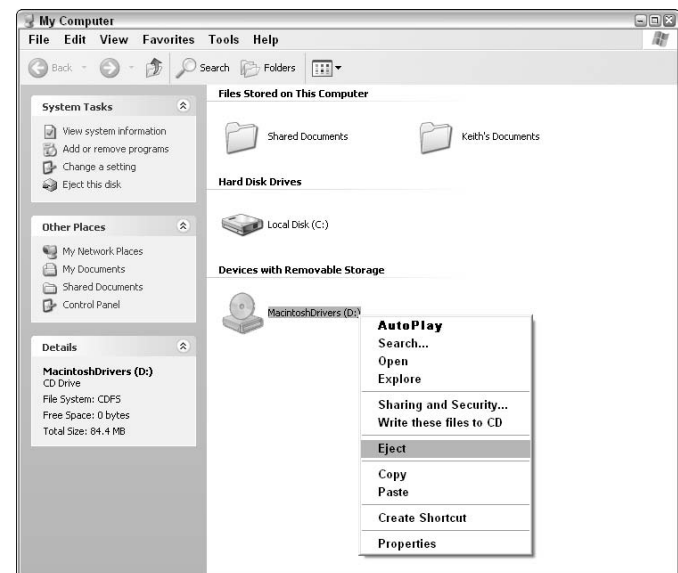 My Computer
File Edit View Favorites Tools Help
Back Search Folders
System Tasks
View system information
Add or remove programs
Change a setting
Eject this disk
Other Places
My Network Places
My Documents
Shared Documents
Control Panel
Details
MacintoshDrivers (D:)
CD Drive
File System: CDFS
Free Space: 0 bytes
Total Size: 84.4 MB
Files Stored on This Computer
Shared Documents Keith's Documents
Hard Disk Drives
Local Disk (C:)
Devices with Removable Storage
MacintoshDrivers (D:)
AutoPlay
Search...
Open
Explore
Sharing and Security...
Write these files to CD
Eject
Copy
Paste
Create Shortcut
Properties